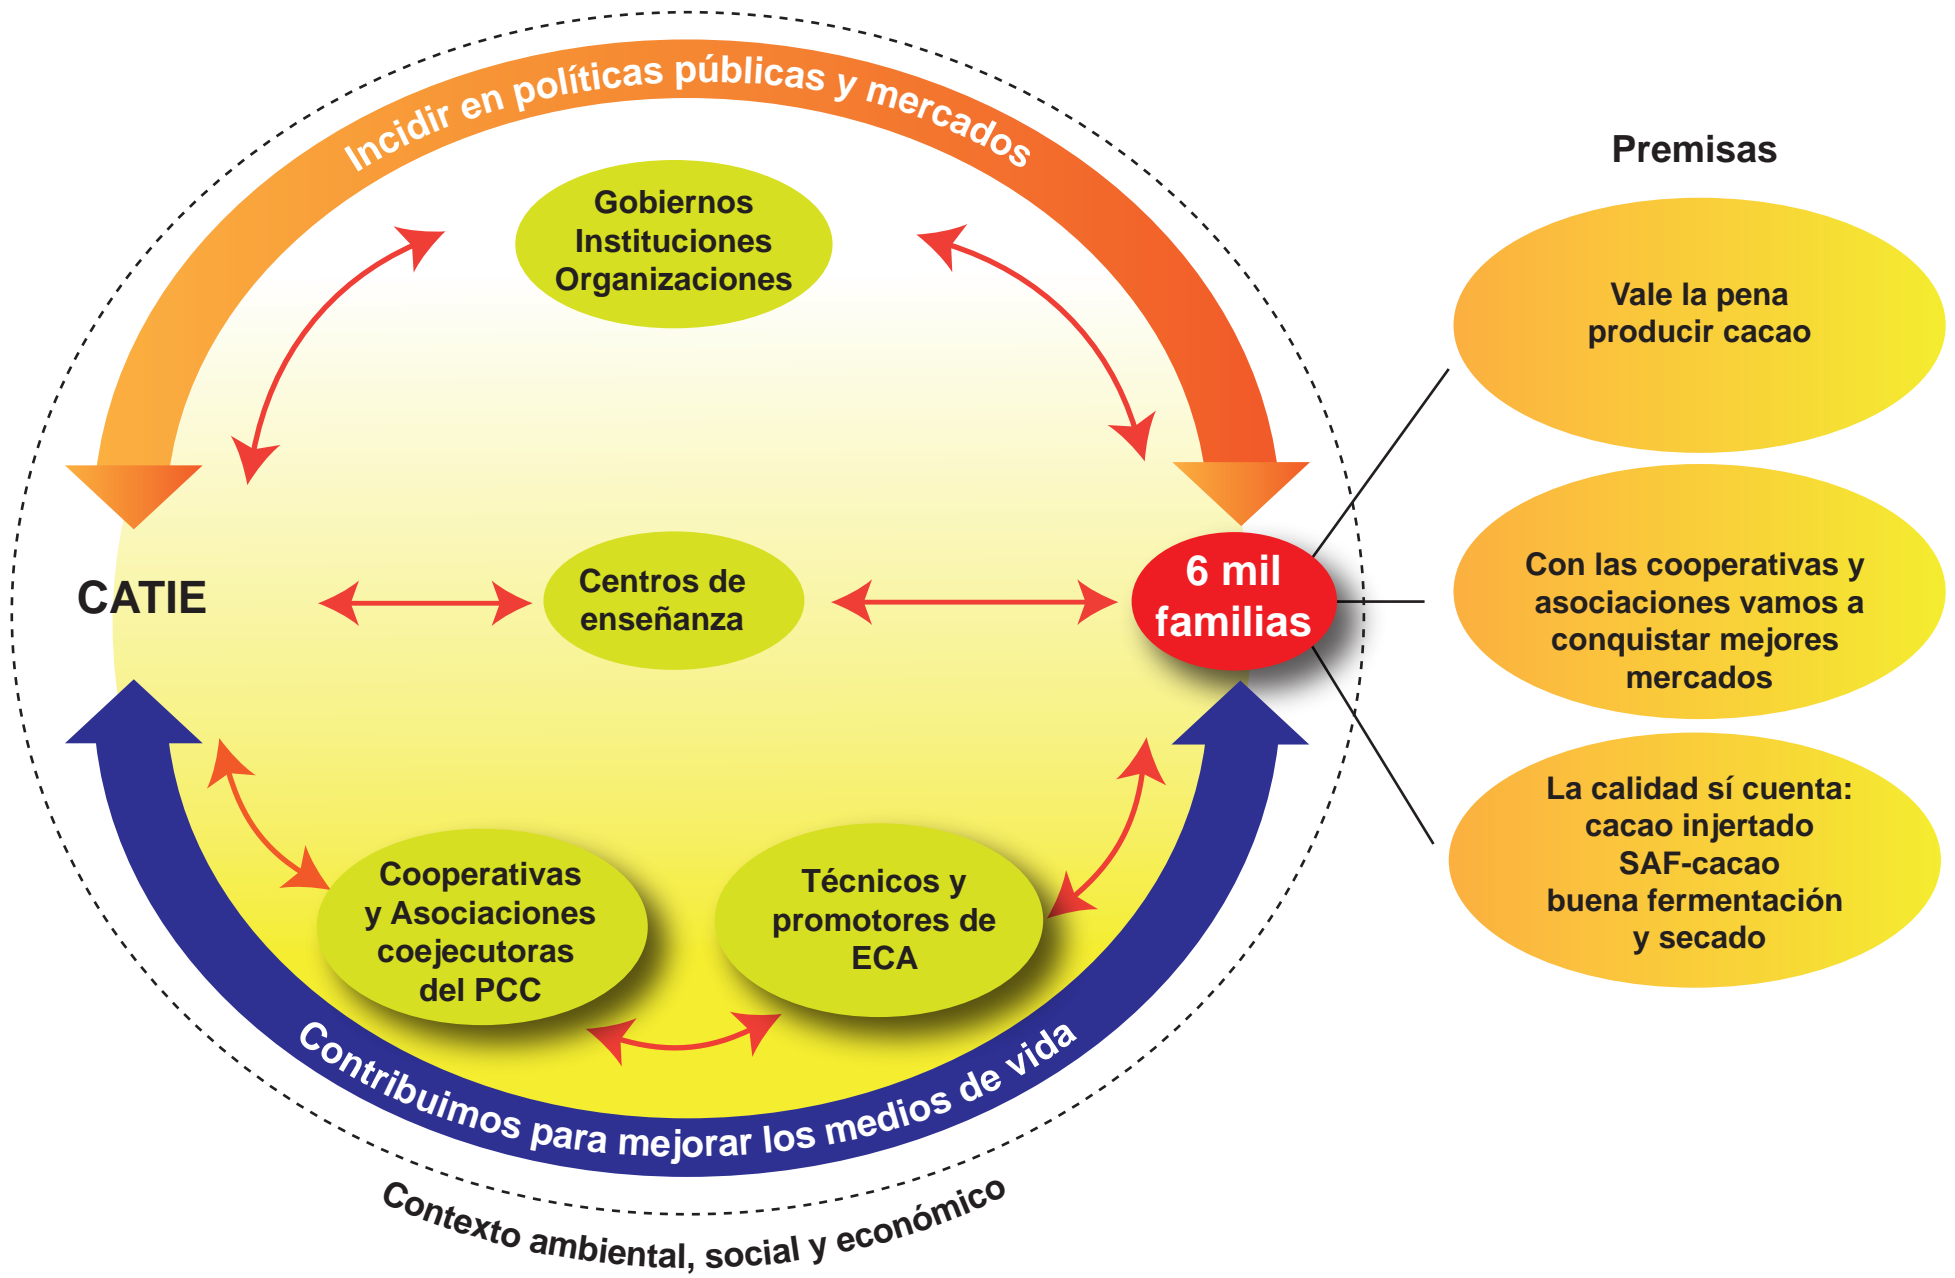 Incidir en políticas públicas y mercados
Gobiernos
Instituciones
Organizaciones
CATIE
Centros de
enseñanza
6 mil
familias
Cooperativas
y Asociaciones
coejecutoras
del PCC
Técnicos y
promotores de
ECA
Contribuimos para mejorar los medios de vida
Contexto ambiental, social y económico
Premisas
Vale la pena
producir cacao
Con las cooperativas y
asociaciones vamos a
conquistar mejores
mercados
La calidad sí cuenta:
cacao injertado
SAF-cacao
buena fermentación
y secado